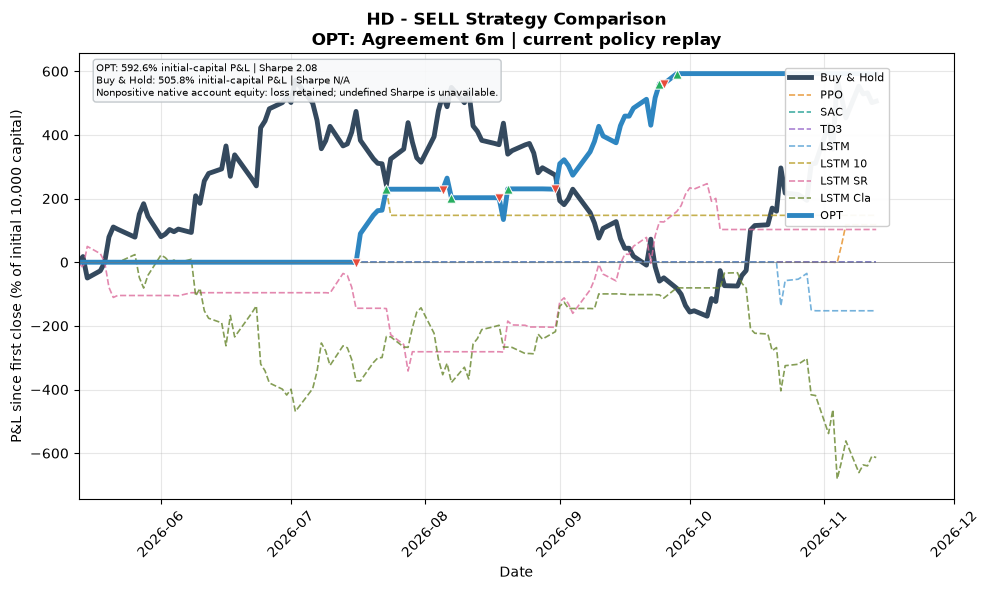 HD - SELL Strategy Comparison
OPT: Agreement 6m | current policy replay
OPT: 592.6% initial-capital P&L | Sharpe 2.08
Buy & Hold: 505.8% initial-capital P&L | Sharpe N/A
Nonpositive native account equity: loss retained; undefined Sharpe is unavailable.
Buy & Hold
PPO
SAC
TD3
LSTM
LSTM 10
LSTM SR
LSTM Cla
OPT
P&L since first close (% of initial 10,000 capital)
600
400
200
0
−200
−400
−600
2026-06
2026-07
2026-08
2026-09
2026-10
2026-11
2026-12
Date